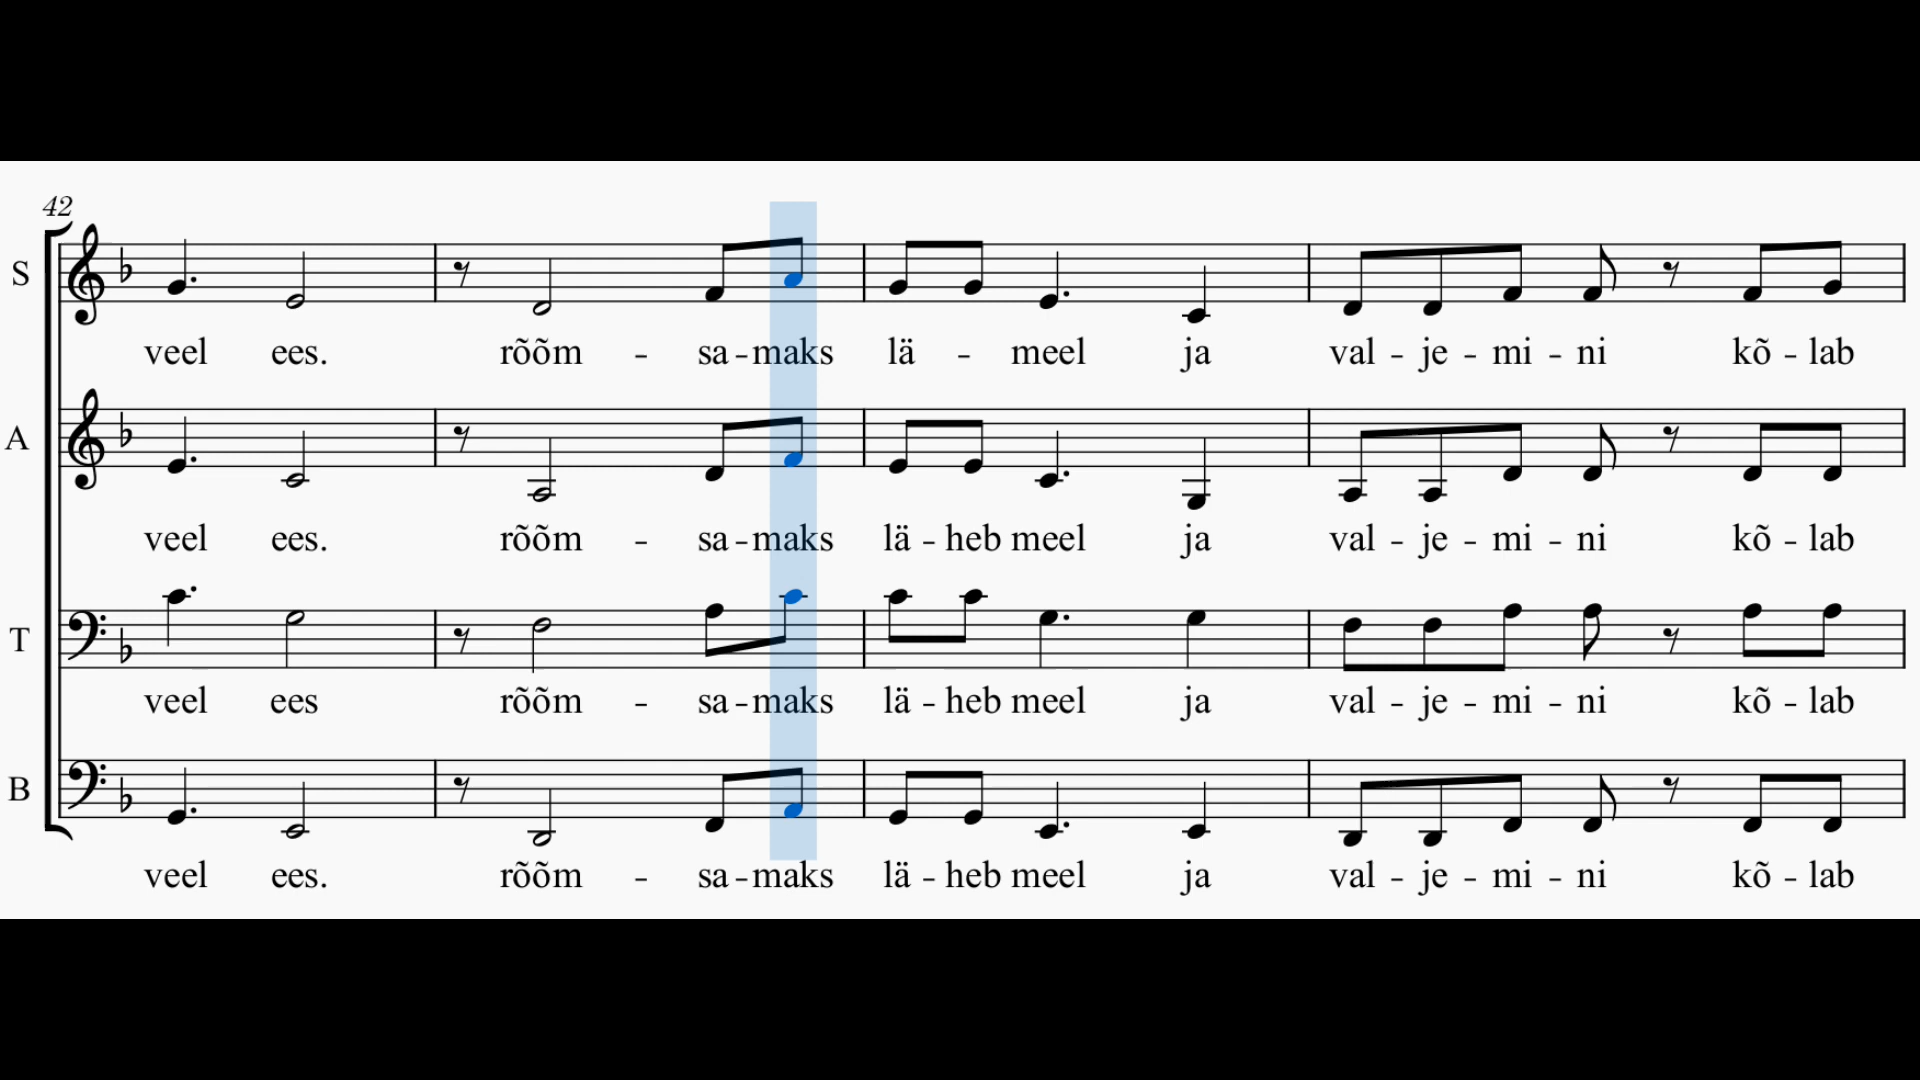 42
S
veel ees. rõõm - sa - maks lä - meel ja val - je - mi - ni kõ - lab
A
veel ees. rõõm - sa - maks lä - heb meel ja val - je - mi - ni kõ - lab
T
veel ees rõõm - sa - maks lä - heb meel ja val - je - mi - ni kõ - lab
B
veel ees. rõõm - sa - maks lä - heb meel ja val - je - mi - ni kõ - lab